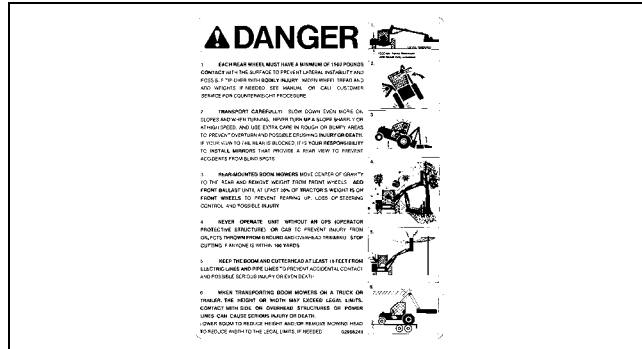 DANGER
1 EACH REAR WHEEL MUST HAVE A MINIMUM OF 1500 POUNDS
CONTACT WITH THE SURFACE TO PREVENT LATERAL INSTABILITY AND
POSSIBLE TIP OVER WITH BODILY INJURY. WIDEN WHEEL TREAD AND
ADD WEIGHTS IF NEEDED SEE MANUAL OR CALL CUSTOMER
SERVICE FOR COUNTERWEIGHT PROCEDURE
2 TRANSPORT CAREFULLY! SLOW DOWN EVEN MORE ON
SLOPES AND WHEN TURNING. NEVER TURN UP A SLOPE SHARPLY OR
AT HIGH SPEED, AND USE EXTRA CARE IN ROUGH OR BUMPY AREAS
TO PREVENT OVERTURN AND POSSIBLE CRUSHING INJURY OR DEATH.
IF YOUR VIEW TO THE REAR IS BLOCKED, IT IS YOUR RESPONSIBILITY
TO INSTALL MIRRORS THAT PROVIDE A REAR VIEW TO PREVENT
ACCIDENTS FROM BLIND SPOTS
3 REAR-MOUNTED BOOM MOWERS MOVE CENTER OF GRAVITY
TO THE REAR AND REMOVE WEIGHT FROM FRONT WHEELS. ADD
FRONT BALLAST UNTIL AT LEAST 20% OF TRACTOR'S WEIGHT IS ON
FRONT WHEELS TO PREVENT REARING UP, LOSS OF STEERING
CONTROL AND POSSIBLE INJURY
4 NEVER OPERATE UNIT WITHOUT AN OPS (OPERATOR
PROTECTIVE STRUCTURE) OR CAB TO PREVENT INJURY FROM
OBJECTS THROWN FROM GROUND AND OVERHEAD TRIMMING STOP
CUTTING IF ANYONE IS WITHIN 100 YARDS
5 KEEP THE BOOM AND CUTTERHEAD AT LEAST 10 FEET FROM
ELECTRIC LINES AND PIPE LINES TO PREVENT ACCIDENTAL CONTACT
AND POSSIBLE SERIOUS INJURY OR EVEN DEATH
6 WHEN TRANSPORTING BOOM MOWERS ON A TRUCK OR
TRAILER, THE HEIGHT OR WIDTH MAY EXCEED LEGAL LIMITS.
CONTACT WITH SIDE OR OVERHEAD STRUCTURES OR POWER
LINES CAN CAUSE SERIOUS INJURY OR DEATH.
LOWER BOOM TO REDUCE HEIGHT AND/OR REMOVE MOWING HEAD
TO REDUCE WIDTH TO THE LEGAL LIMITS, IF NEEDED
1.
2.
3.
4.
5.
6.